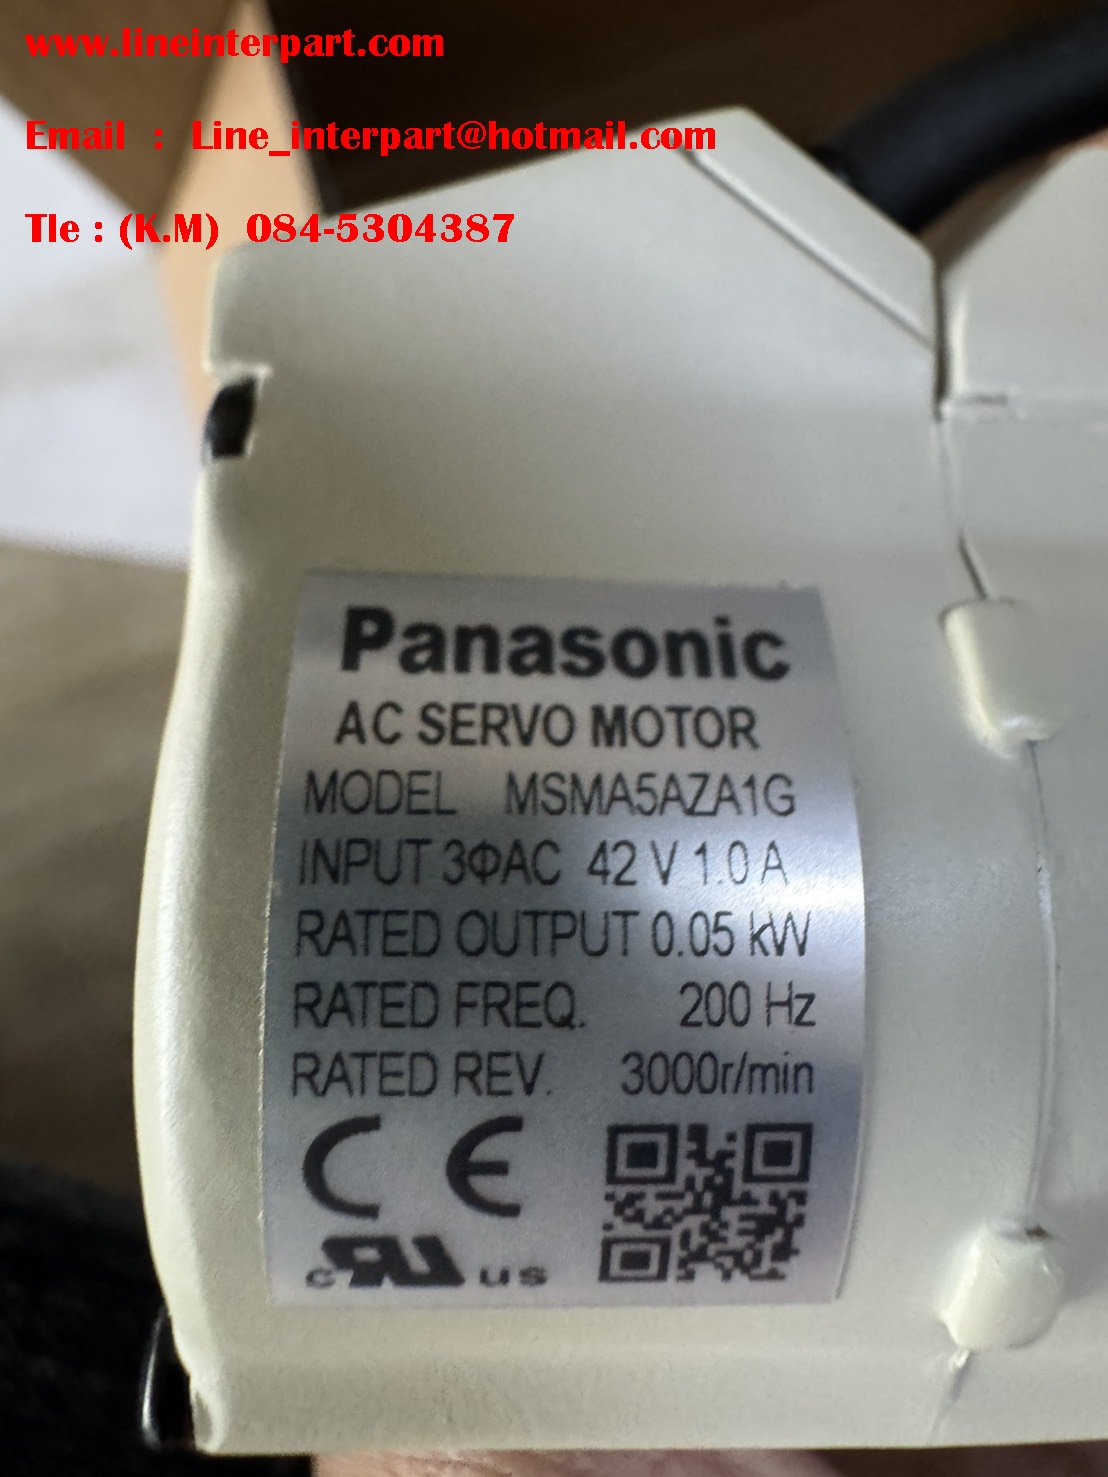 www.lineinterpart.com
Email : Line_interpart@hotmail.com
Tle : (K.M) 084-5304387
Panasonic
AC SERVO MOTOR
MODEL MSMA5AZA1G
INPUT 3ΦAC 42 V 1.0 A
RATED OUTPUT 0.05 kW
RATED FREQ. 200 Hz
RATED REV. 3000r/min
CE
c RU us